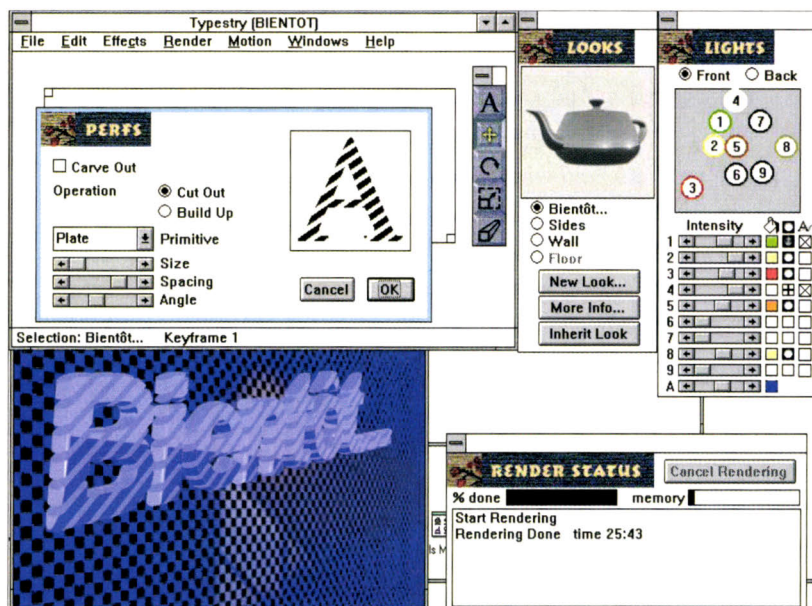 Typestry (BIENTOT)
File Edit Effects Render Motion Windows Help
PERFS
Carve Out
Operation
Cut Out
Build Up
Plate
Primitive
Size
Spacing
Angle
A
Cancel
OK
A
Selection: Bientôt... Keyframe 1
LOOKS
Bientôt...
Sides
Wall
Floor
New Look...
More Info...
Inherit Look
LIGHTS
Front Back
4
1 7
2 5 8
6 9
3
Intensity
1
2
3
4
5
6
7
8
9
A
Bientôt...
RENDER STATUS
Cancel Rendering
% done memory
Start Rendering
Rendering Done time 25:43